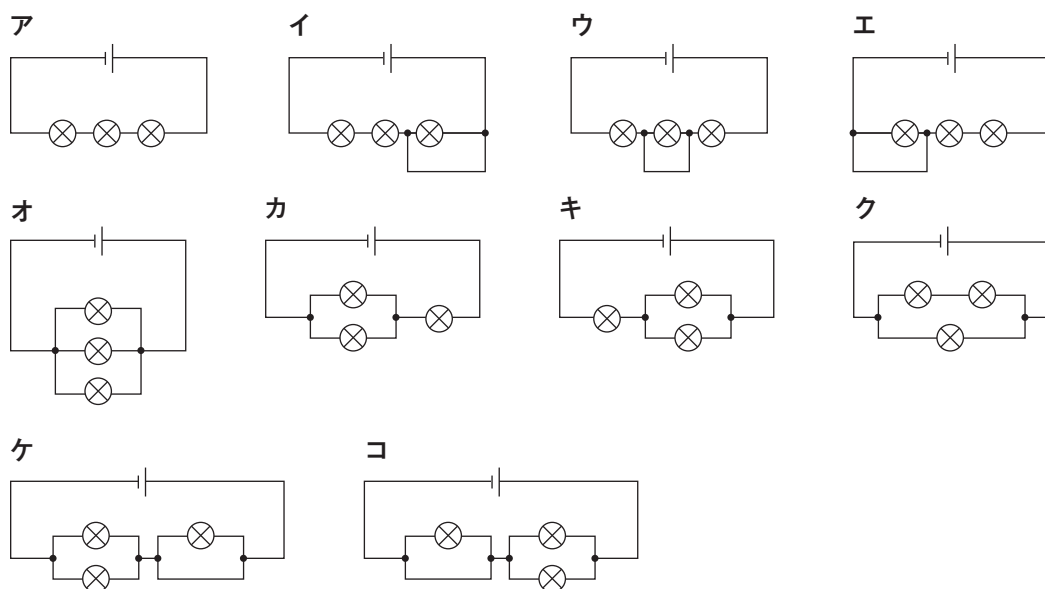 ア イ ウ エ
オ カ キ ク
ケ コ